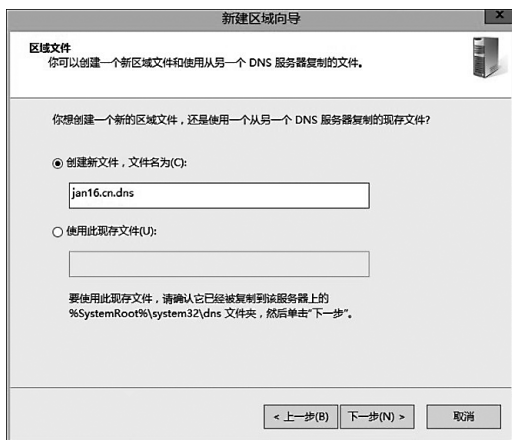 新建区域向导
x
区域文件
你可以创建一个新区域文件和使用从另一个 DNS 服务器复制的文件。
你想创建一个新的区域文件，还是使用一个从另一个 DNS 服务器复制的现存文件?
创建新文件，文件名为(C):
jan16.cn.dns
使用此现存文件(U):
要使用此现存文件，请确认它已经被复制到该服务器上的
%SystemRoot%\system32\dns 文件夹，然后单击"下一步"。
< 上一步(B) 下一步(N) > 取消